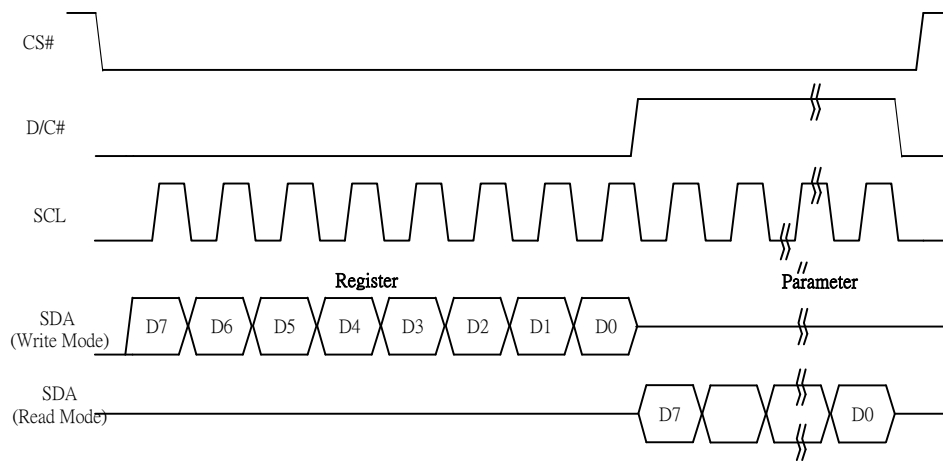 CS#
D/C#
SCL
Register Parameter
SDA
(Write Mode)
D7 D6 D5 D4 D3 D2 D1 D0
SDA
(Read Mode)
D7 D0